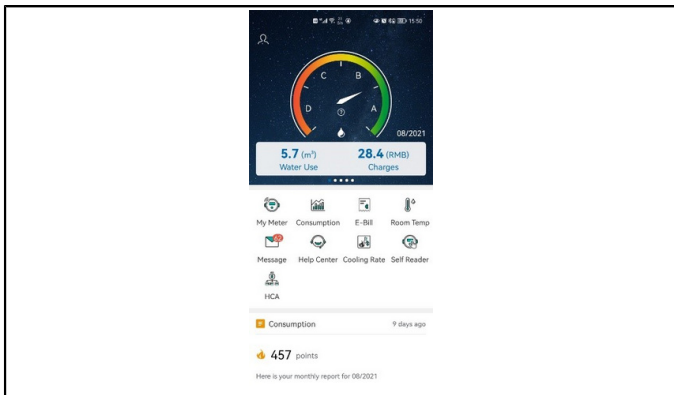 15:50
C B
D A
08/2021
5.7 (m³) 28.4 (RMB)
Water Use Charges
My Meter Consumption E-Bill Room Temp
Message Help Center Cooling Rate Self Reader
HCA
Consumption 9 days ago
457 points
Here is your monthly report for 08/2021